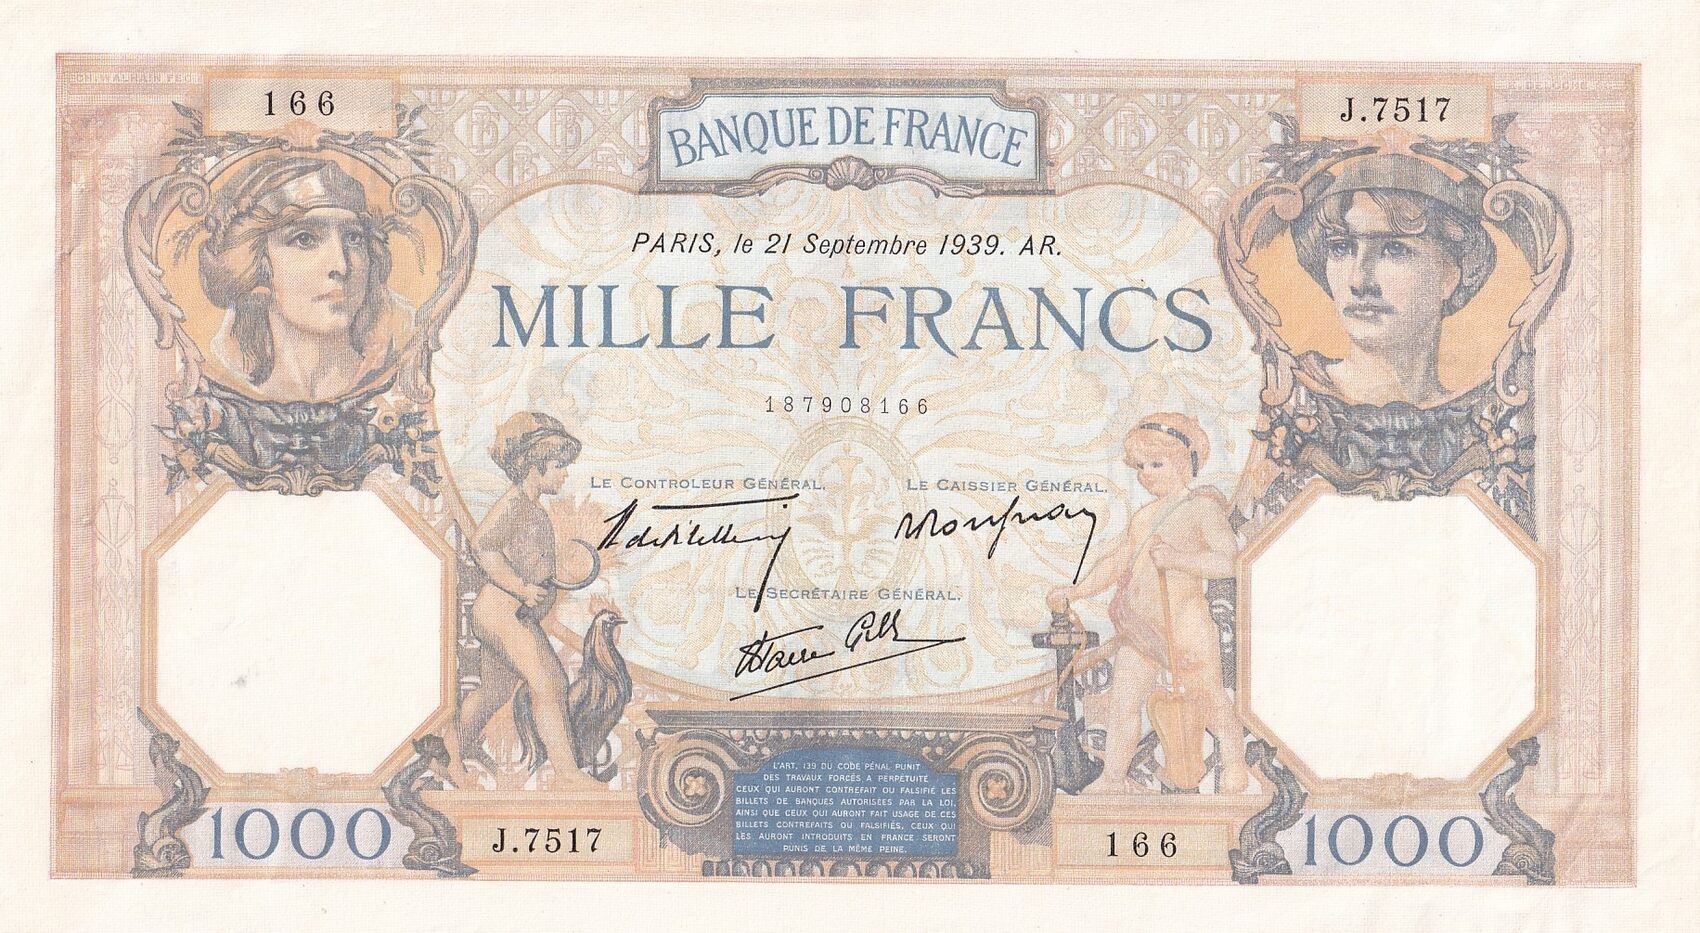 166
J.7517
BANQUE DE FRANCE
PARIS, le 21 Septembre 1939. AR.
MILLE FRANCS
187908166
LE CONTROLEUR GÉNÉRAL,
LE CAISSIER GÉNÉRAL,
LE SECRÉTAIRE GÉNÉRAL,
L'ART. 139 DU CODE PÉNAL PUNIT
DES TRAVAUX FORCÉS A PERPÉTUITÉ
CEUX QUI AURONT CONTREFAIT OU FALSIFIÉ LES
BILLETS DE BANQUES AUTORISÉES PAR LA LOI,
AINSI QUE CEUX QUI AURONT FAIT USAGE DE CES
BILLETS CONTREFAITS OU FALSIFIÉS, CEUX QUI
LES AURONT INTRODUITS EN FRANCE SERONT
PUNIS DE LA MÊME PEINE.
1000
J.7517
166
1000